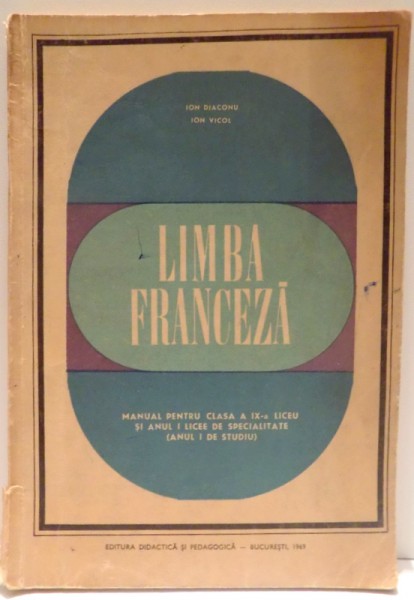 ION DIACONU
ION VICOL
LIMBA
FRANCEZĂ
MANUAL PENTRU CLASA A IX-a LICEU
ȘI ANUL I LICEE DE SPECIALITATE
(ANUL I DE STUDIU)
EDITURA DIDACTICĂ ȘI PEDAGOGICĂ — BUCUREȘTI, 1969